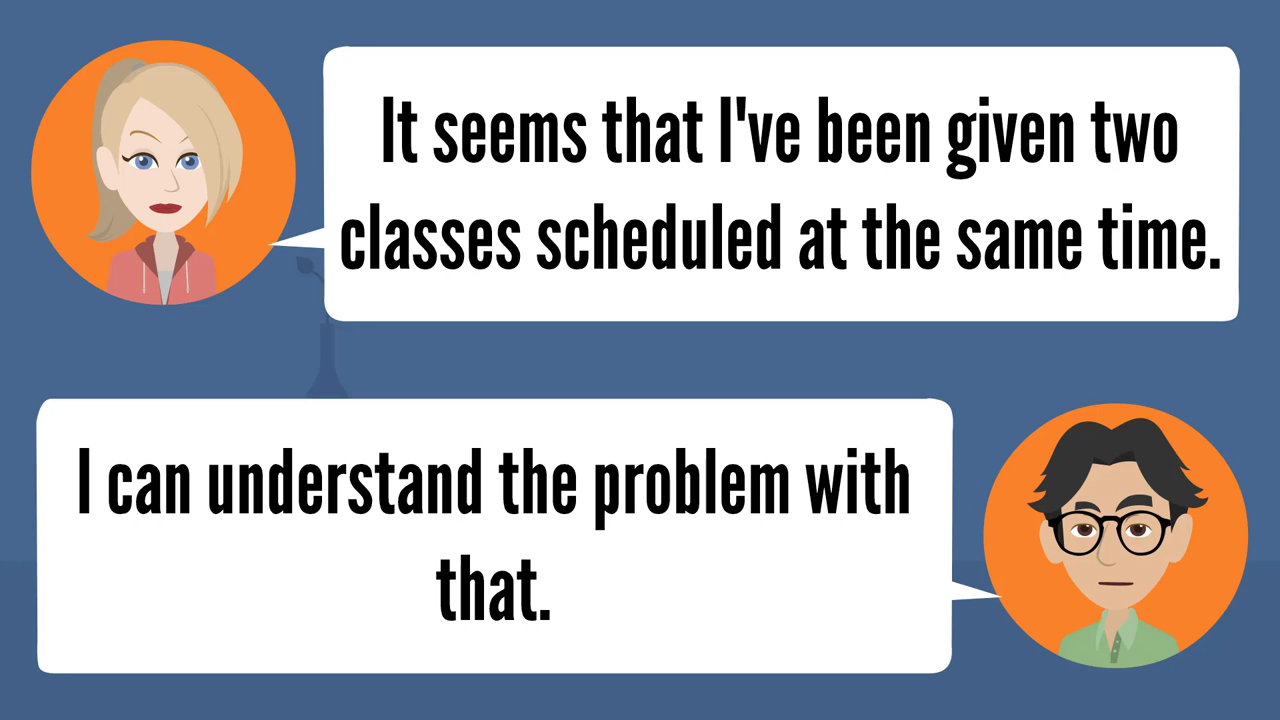 It seems that I've been given two
classes scheduled at the same time.
I can understand the problem with
that.